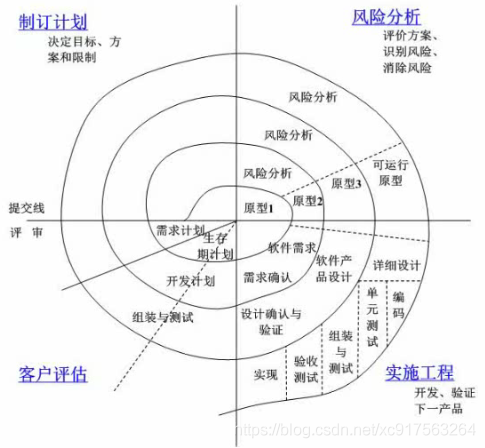 制订计划
决定目标、方
案和限制
风险分析
评价方案、
识别风险、
消除风险
风险分析
风险分析
风险分析
可运行
原型
原型3
原型2
原型1
提交线
评 审
需求计划
生存
期计划
软件需求
软件产
品设计
详细设计
开发计划
需求确认
组装与测试
设计确认与
验证
单元测试
编码
组装与测试
验收
测试
实现
客户评估
实施工程
开发、验证
下一产品
https://blog.csdn.net/xc917563264